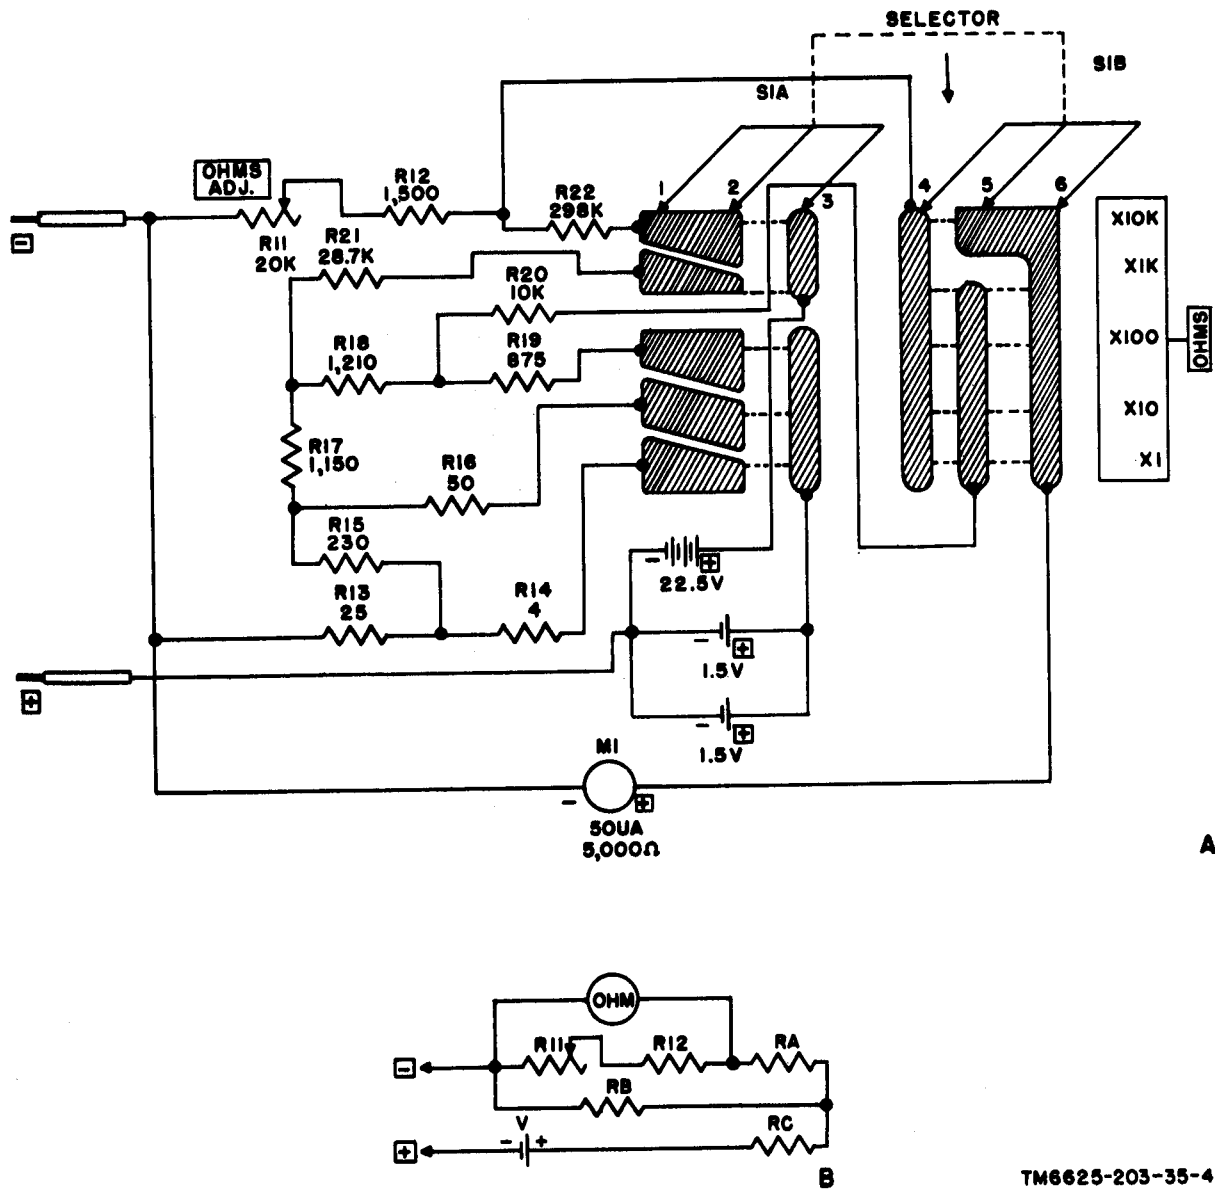 SELECTOR
S1A
S1B
OHMS
ADJ.
R12
1,500
R22
298K
1
2
3
4
5
6
-
R11
20K
R21
28.7K
R20
10K
R18
1,210
R19
875
R17
1,150
R16
50
R15
230
R13
25
R14
4
X10K
X1K
X100
X10
X1
OHMS
- +
22.5V
- +
1.5V
- +
1.5V
+
M1
- +
50UA
5,000Ω
A
OHM
R11
R12
RA
-
RB
V
RC
+
- +
B
TM6625-203-35-4